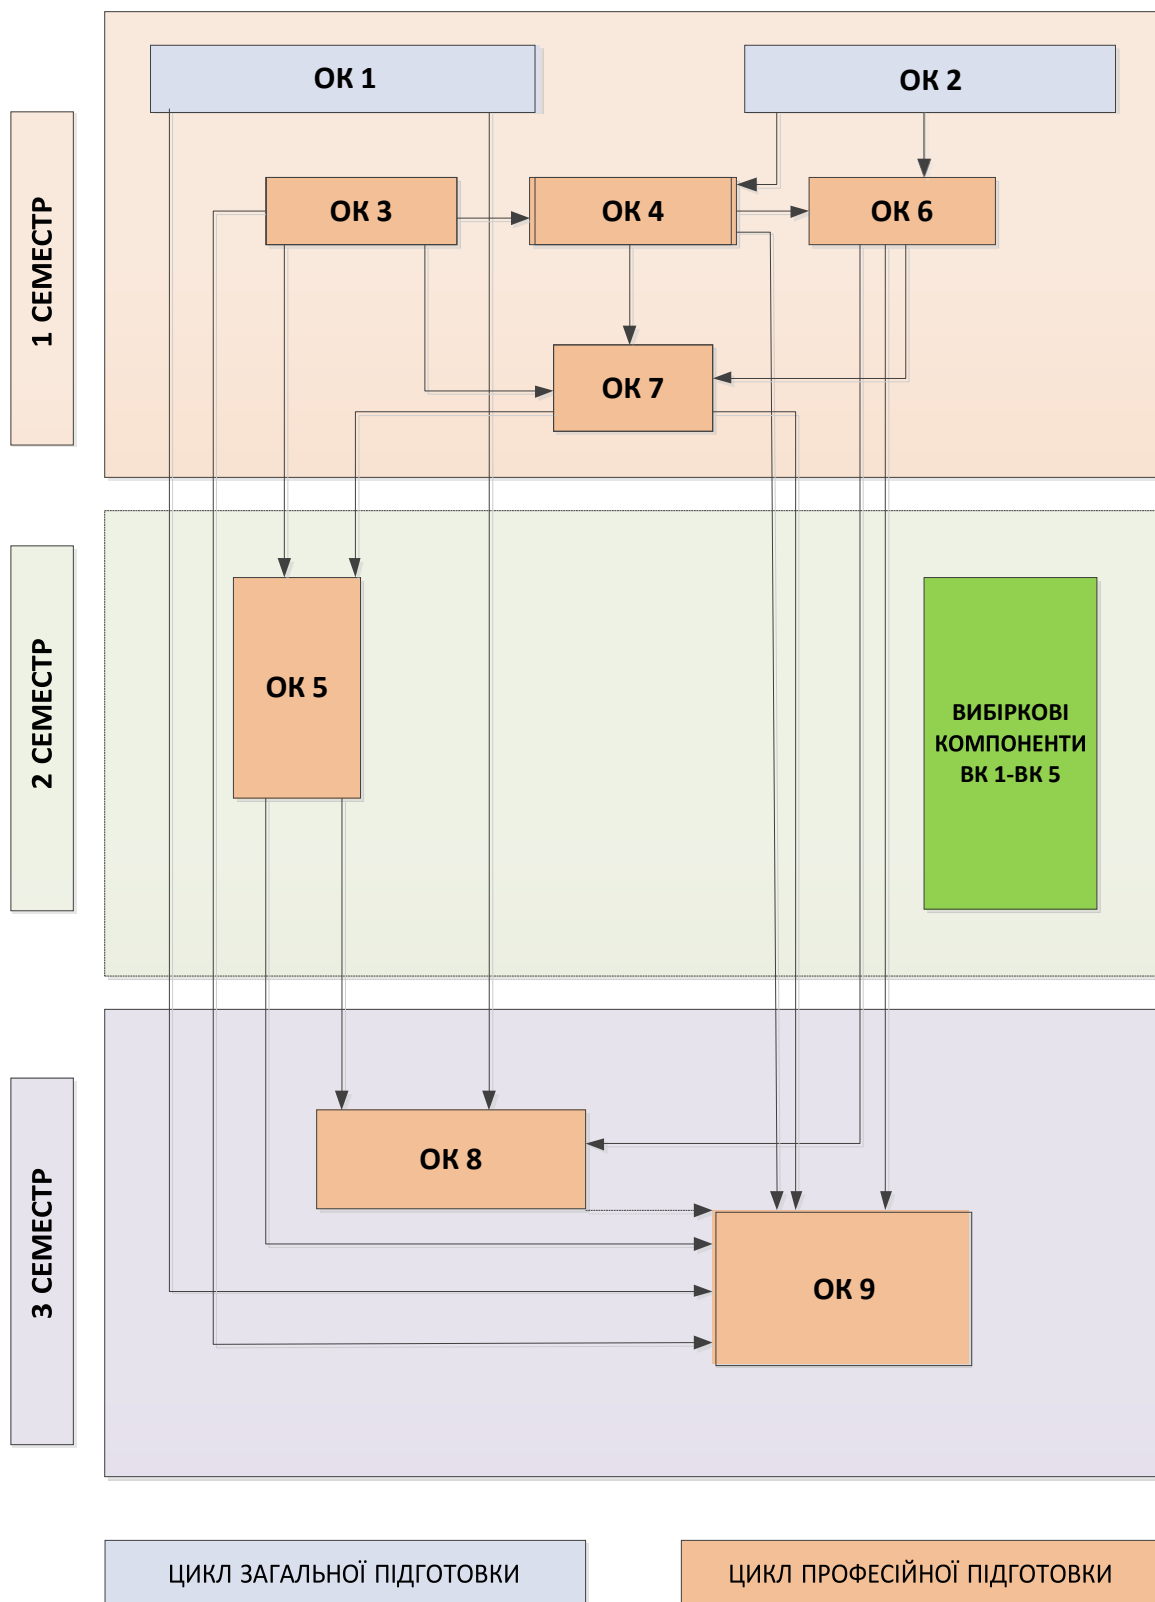 ОК 1
ОК 2
1 СЕМЕСТР
ОК 3
ОК 4
ОК 6
ОК 7
2 СЕМЕСТР
ОК 5
ВИБІРКОВІ
КОМПОНЕНТИ
ВК 1-ВК 5
3 СЕМЕСТР
ОК 8
ОК 9
ЦИКЛ ЗАГАЛЬНОЇ ПІДГОТОВКИ
ЦИКЛ ПРОФЕСІЙНОЇ ПІДГОТОВКИ